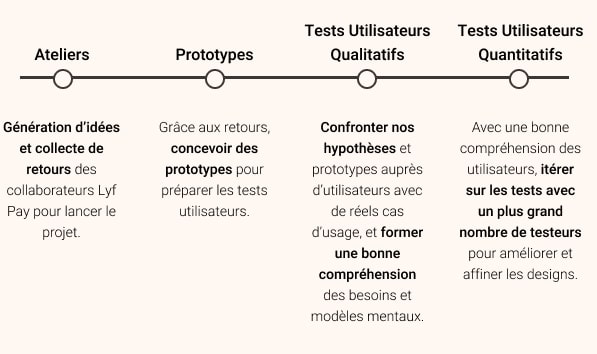 Ateliers
Génération d’idées
et collecte de
retours des
collaborateurs Lyf
Pay pour lancer le
projet.
Prototypes
Grâce aux retours,
concevoir des
prototypes pour
préparer les tests
utilisateurs.
Tests Utilisateurs
Qualitatifs
Confronter nos
hypothèses et
prototypes auprès
d’utilisateurs avec
de réels cas
d’usage, et former
une bonne
compréhension
des besoins et
modèles mentaux.
Tests Utilisateurs
Quantitatifs
Avec une bonne
compréhension des
utilisateurs, itérer
sur les tests avec
un plus grand
nombre de testeurs
pour améliorer et
affiner les designs.